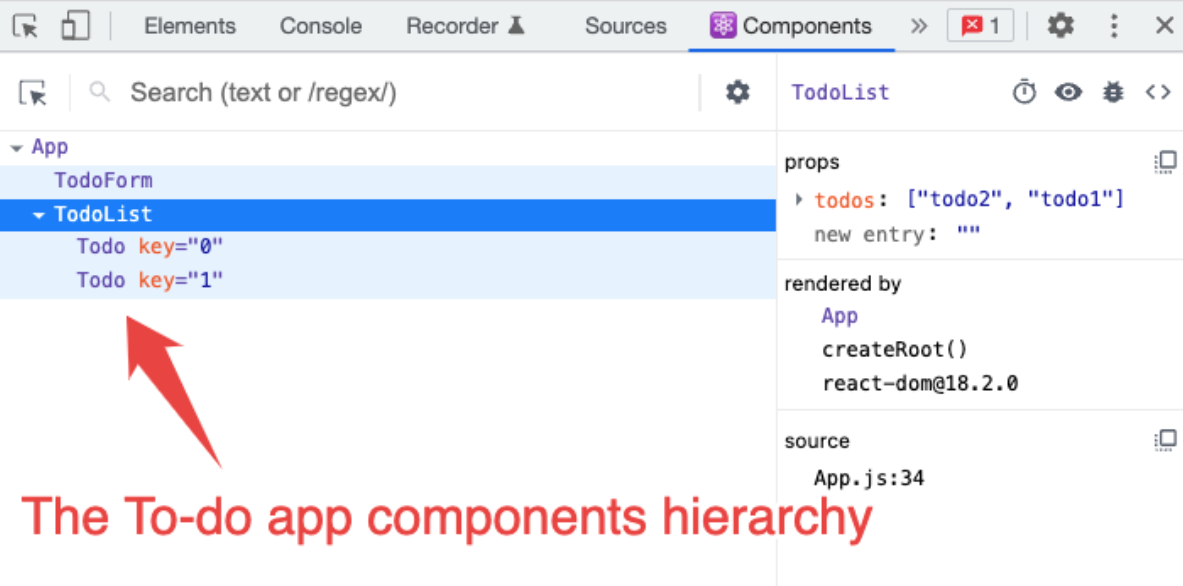 Elements Console Recorder Sources Components » 1
Search (text or /regex/)
App
TodoForm
TodoList
Todo key="0"
Todo key="1"
TodoList
props
todos: ["todo2", "todo1"]
new entry: ""
rendered by
App
createRoot()
react-dom@18.2.0
source
App.js:34
The To-do app components hierarchy